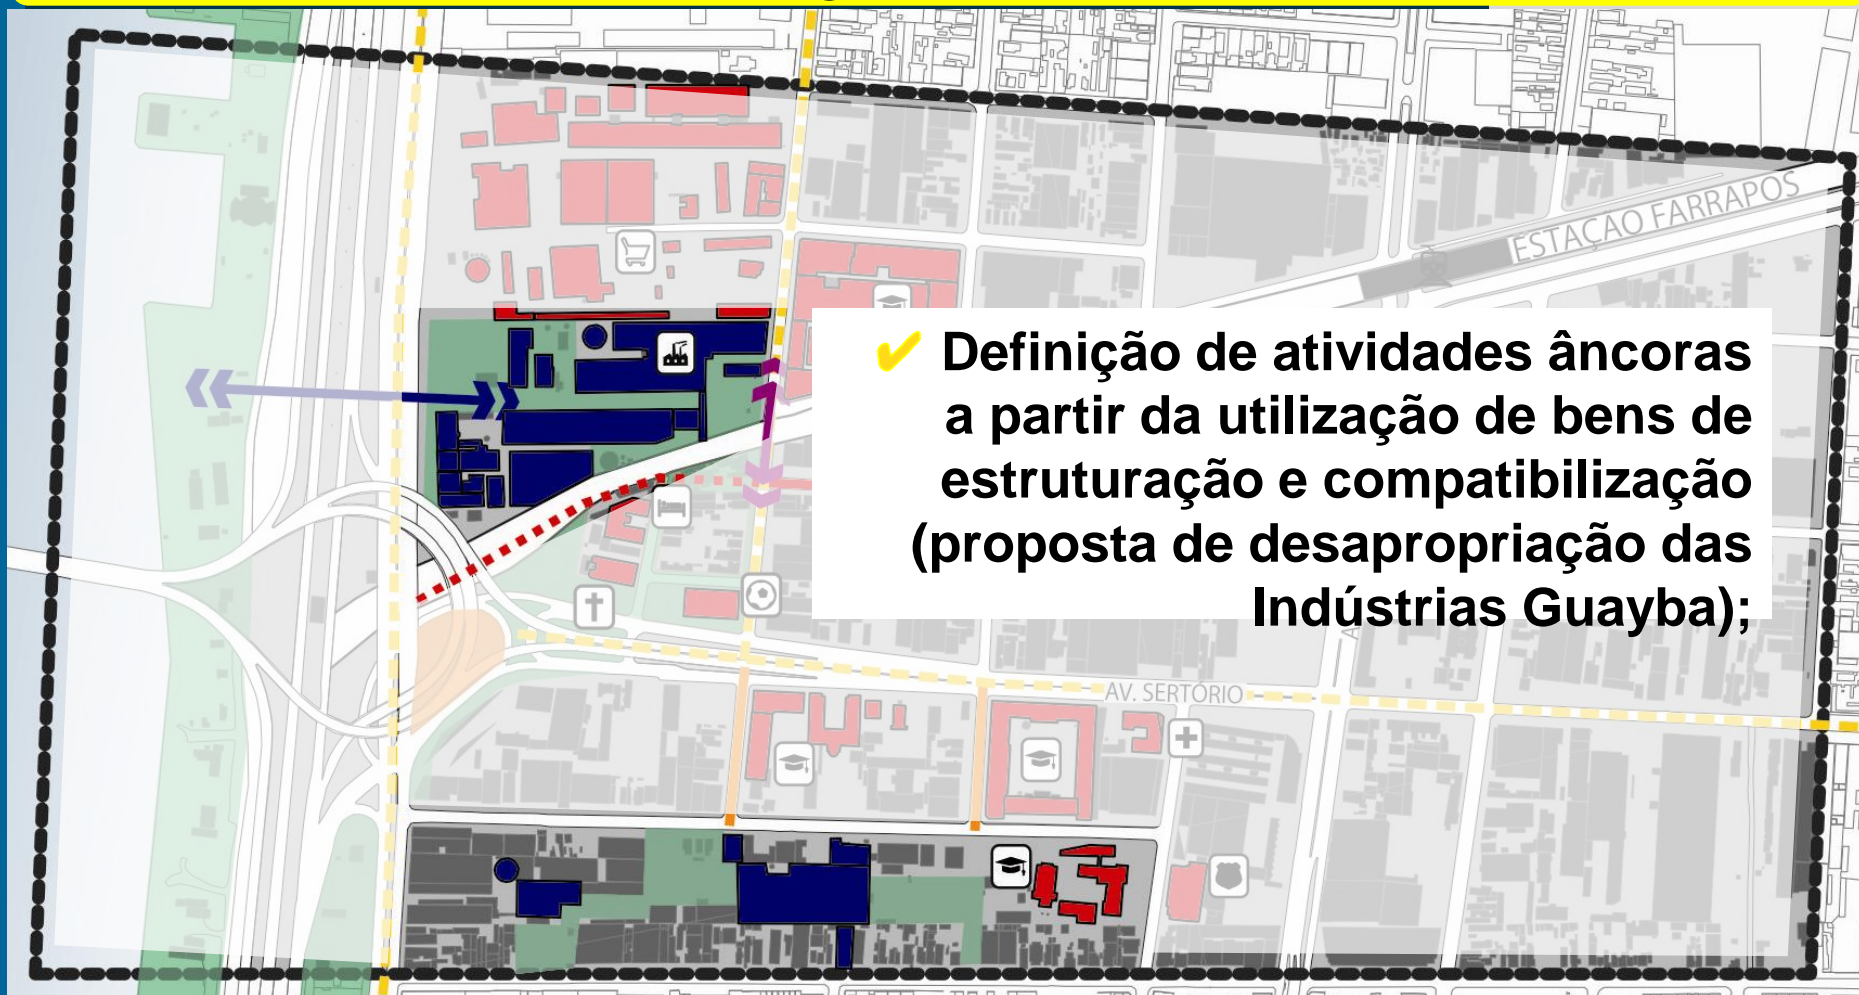 ESTAÇAO FARRAPOS
✔ Definição de atividades âncoras
a partir da utilização de bens de
estruturação e compatibilização
(proposta de desapropriação das
Indústrias Guayba);
AV. SERTÓRIO